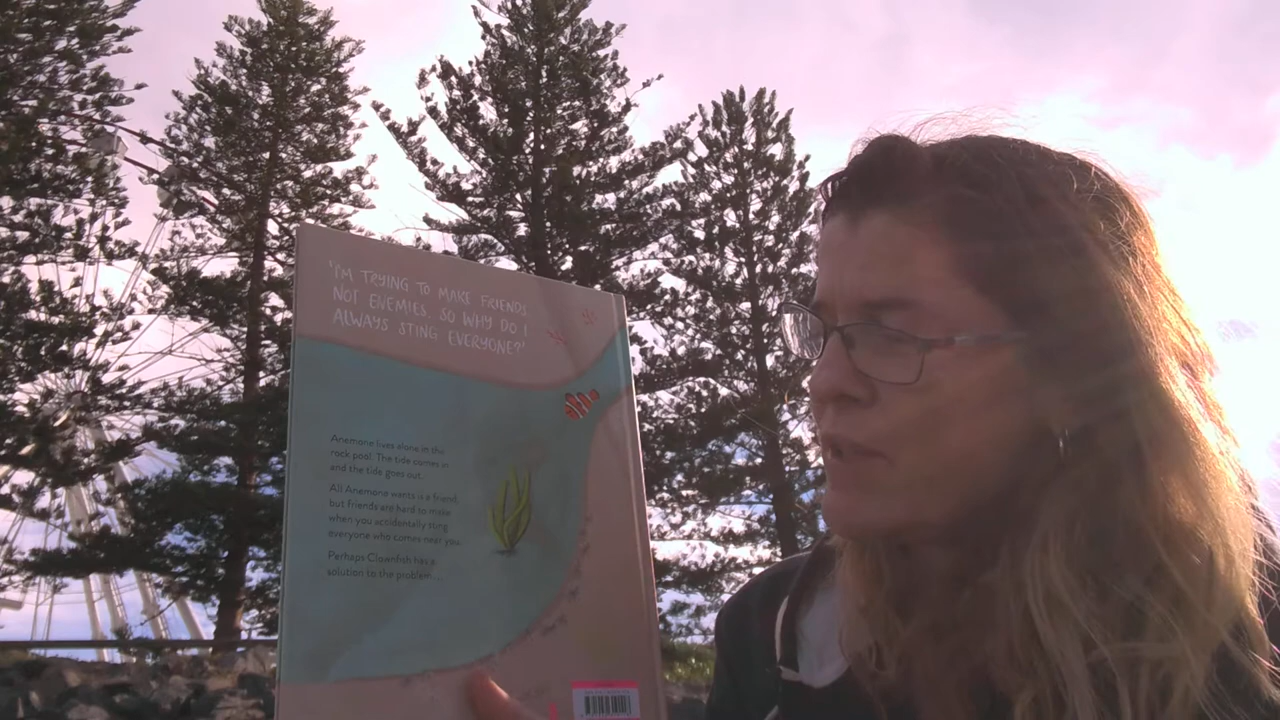 'I'M TRYING TO MAKE FRIENDS
NOT ENEMIES. SO WHY DO I
ALWAYS STING EVERYONE?'
Anemone lives alone in the
rock pool. The tide comes in
and the tide goes out.
All Anemone wants is a friend,
but friends are hard to make
when you accidentally sting
everyone who comes near you.
Perhaps Clownfish has a
solution to the problem ...